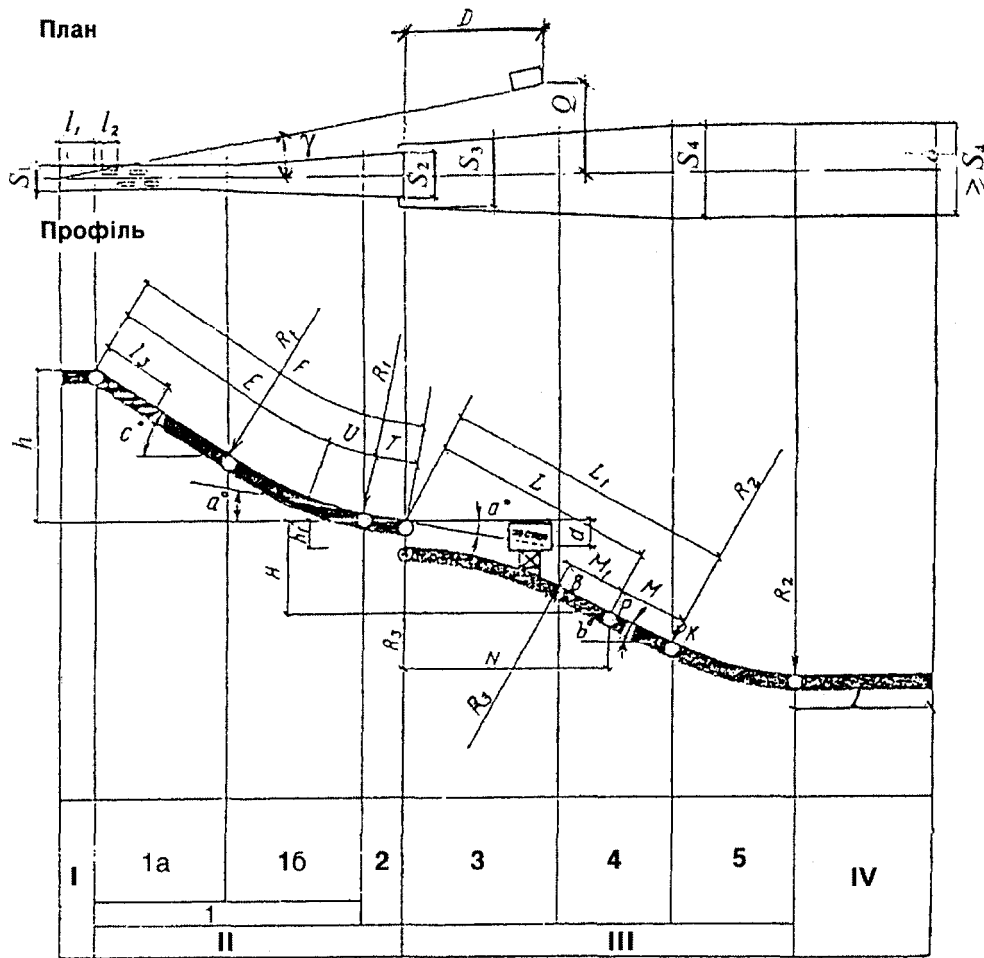 План
D
l₁ l₂
γ
Q
S₁
S₂
S₃
S₄
≥ S₄
Профіль
R₁
F
E
l₃
R₁
U T
h
c°
a°
h₁
a°
d
L₁
L
R₂
M₁
M
B
P
K
b°
H
R₃
N
R₃
R₂
I 1а 1б 2 3 4 5 IV
1
II III